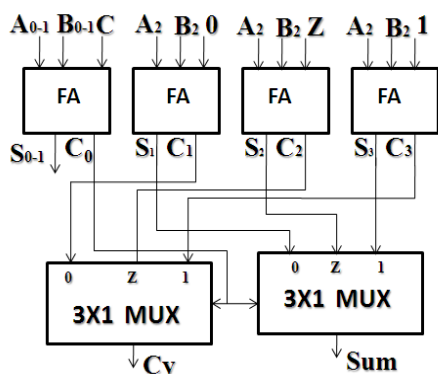 A0-1 B0-1 C A2 B2 0 A2 B2 Z A2 B2 1
FA FA FA FA
S0-1 C0 S1 C1 S2 C2 S3 C3
0 Z 1 0 Z 1
3X1 MUX 3X1 MUX
Cy Sum